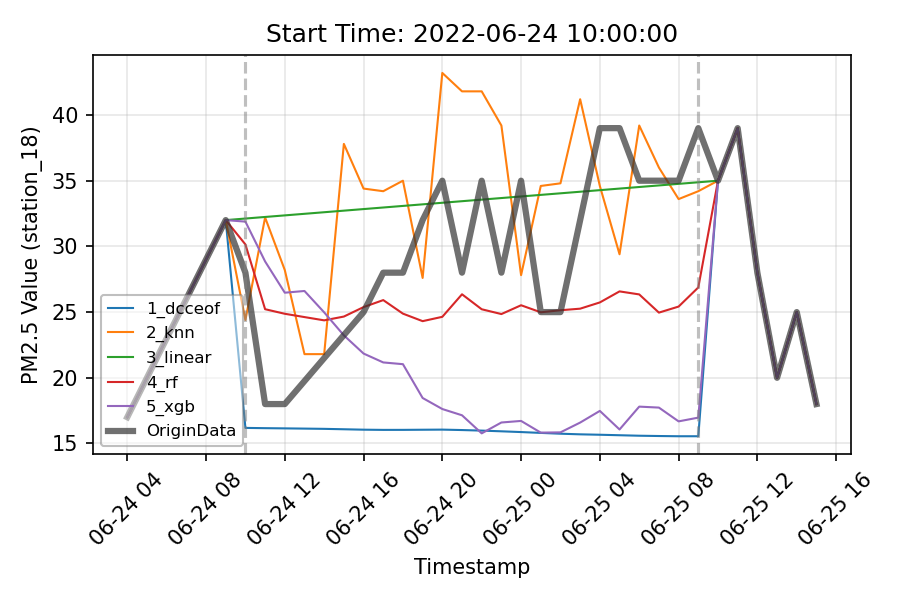 Start Time: 2022-06-24 10:00:00
PM2.5 Value (station_18)
40
35
30
25
20
15
1_dcceof
2_knn
3_linear
4_rf
5_xgb
OriginData
06-24 04
06-24 08
06-24 12
06-24 16
06-24 20
06-25 00
06-25 04
06-25 08
06-25 12
06-25 16
Timestamp